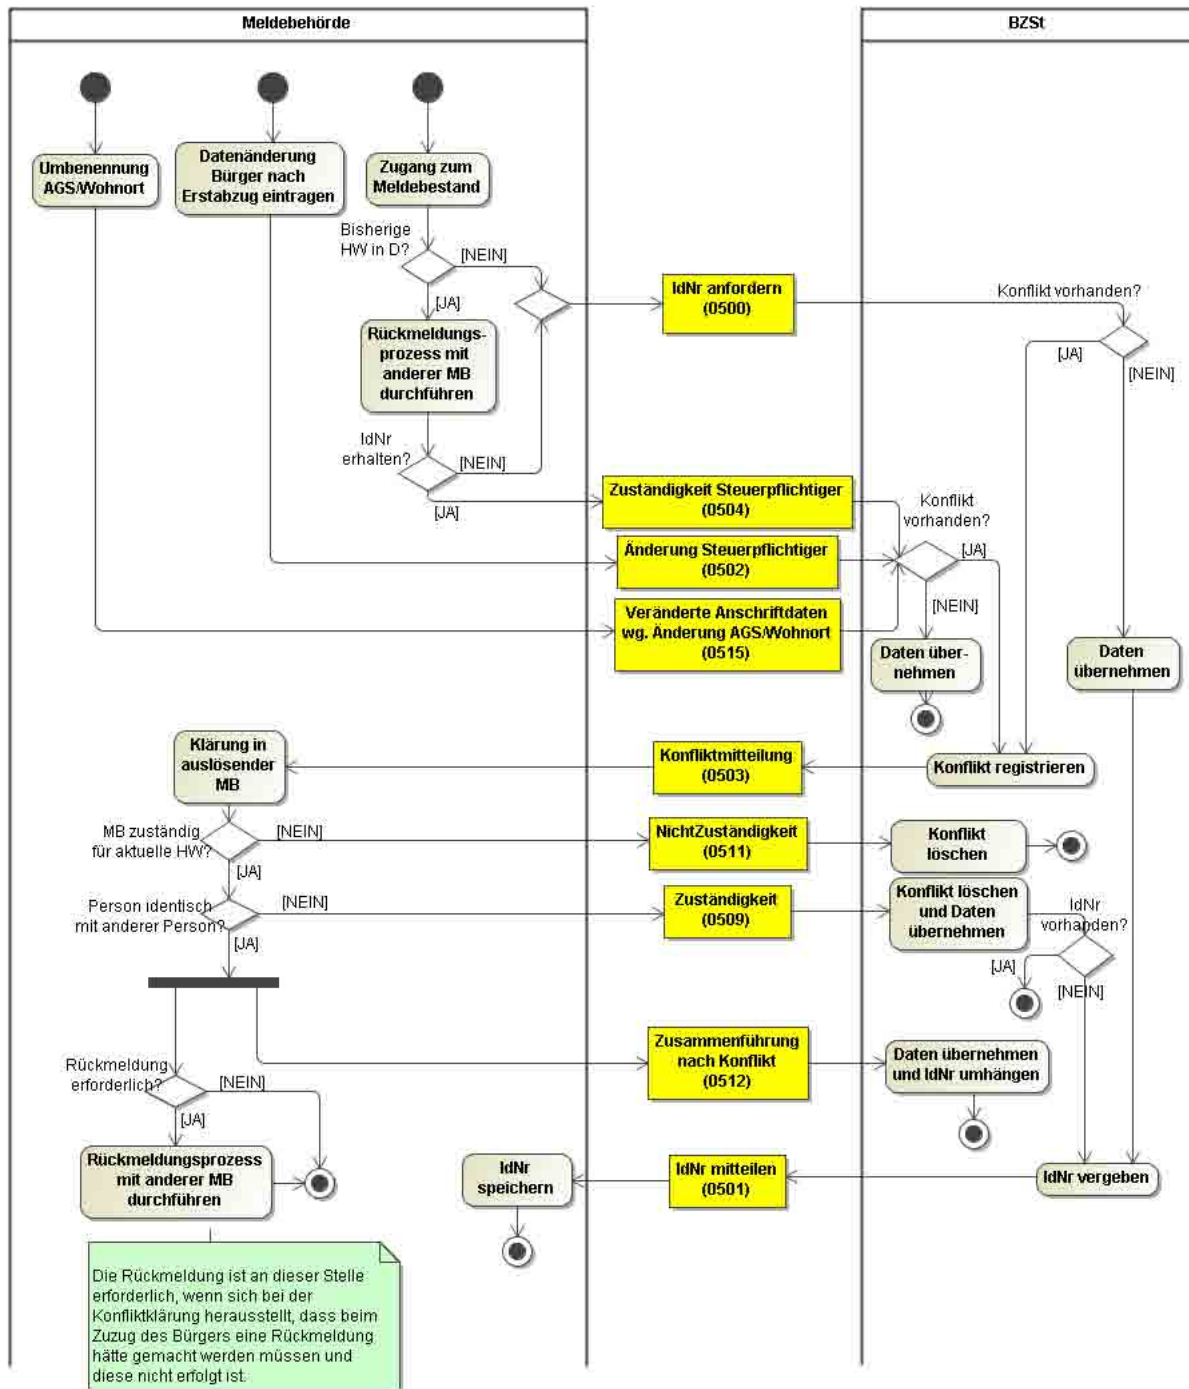 Meldebehörde
BZSt
Umbenennung
AGS/Wohnort
Datenänderung
Bürger nach
Erstabzug eintragen
Zugang zum
Meldebestand
Bisherige
HW in D?
[NEIN]
[JA]
Rückmeldungs-
prozess mit
anderer MB
durchführen
IdNr
erhalten?
[NEIN]
[JA]
IdNr anfordern
(0500)
Konflikt vorhanden?
[JA]
[NEIN]
Zuständigkeit Steuerpflichtiger
(0504)
Konflikt
vorhanden?
[JA]
[NEIN]
Änderung Steuerpflichtiger
(0502)
Veränderte Anschriftdaten
wg. Änderung AGS/Wohnort
(0515)
Daten über-
nehmen
Daten
übernehmen
Klärung in
auslösender
MB
Konfliktmitteilung
(0503)
Konflikt registrieren
MB zuständig
für aktuelle HW?
[NEIN]
[JA]
NichtZuständigkeit
(0511)
Konflikt
löschen
Person identisch
mit anderer Person?
[NEIN]
[JA]
Zuständigkeit
(0509)
Konflikt löschen
und Daten
übernehmen
IdNr
vorhanden?
[JA]
[NEIN]
Rückmeldung
erforderlich?
[NEIN]
[JA]
Zusammenführung
nach Konflikt
(0512)
Daten übernehmen
und IdNr umhängen
Rückmeldungsprozess
mit anderer MB
durchführen
IdNr
speichern
IdNr mitteilen
(0501)
IdNr vergeben
Die Rückmeldung ist an dieser Stelle
erforderlich, wenn sich bei der
Konfliktklärung herausstellt, dass beim
Zuzug des Bürgers eine Rückmeldung
hätte gemacht werden müssen und
diese nicht erfolgt ist.